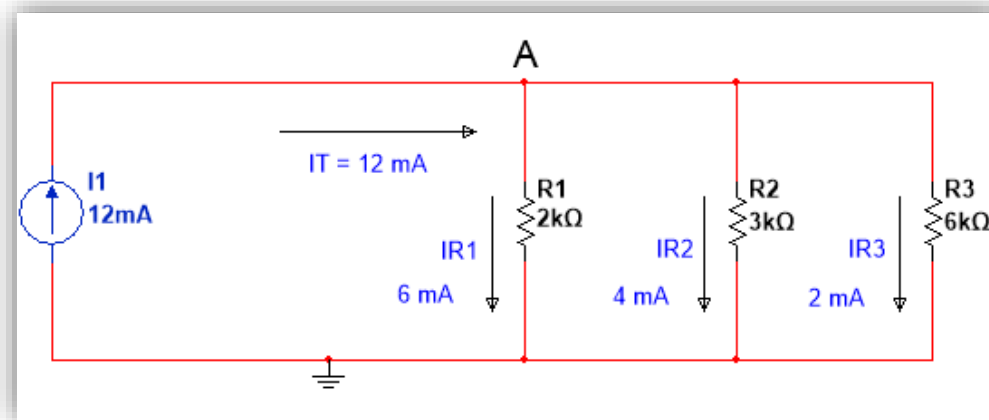 A
IT = 12 mA
I1
12mA
R1
2kΩ
IR1
6 mA
R2
3kΩ
IR2
4 mA
R3
6kΩ
IR3
2 mA